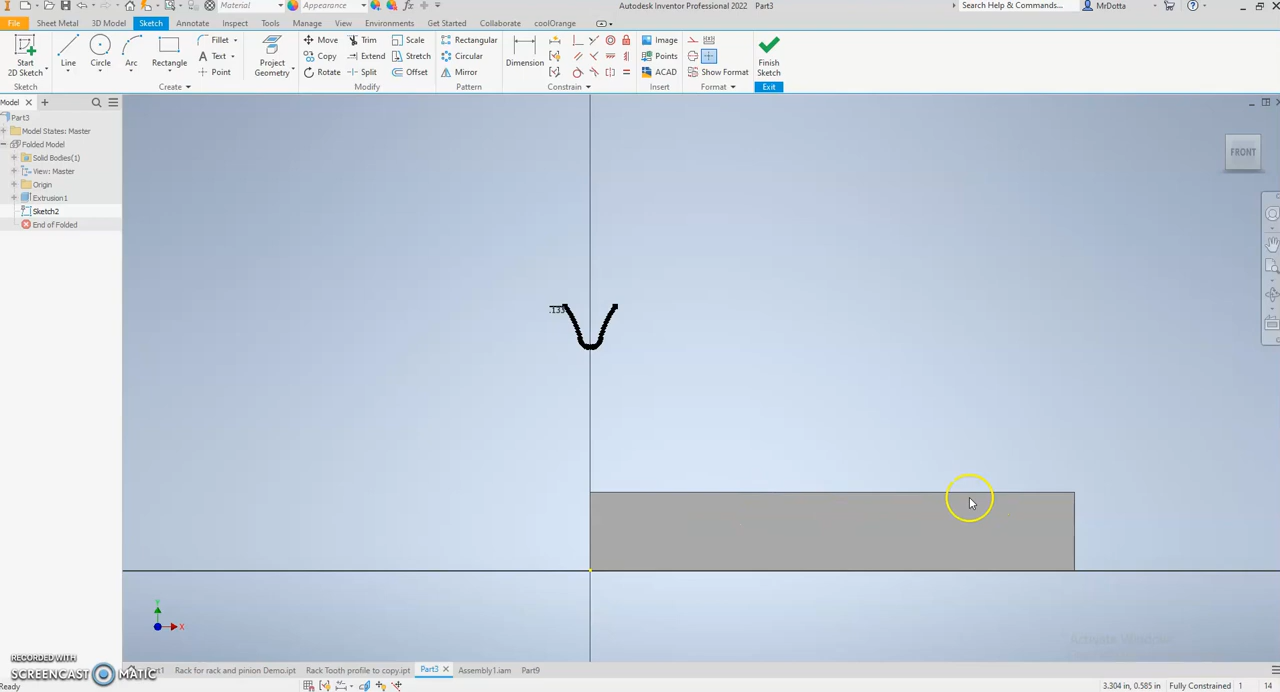 Autodesk Inventor Professional 2022 Part3
Material
Appearance
Search Help & Commands...
MrDotta
File Sheet Metal 3D Model Sketch Annotate Inspect Tools Manage View Environments Get Started Collaborate coolOrange
Start
2D Sketch
Line
Circle
Arc
Rectangle
Fillet
Text
Point
Project
Geometry
Move
Copy
Rotate
Trim
Extend
Split
Scale
Stretch
Offset
Rectangular
Circular
Mirror
Dimension
Image
Points
ACAD
Show Format
Finish
Sketch
Sketch Create Modify Pattern Constrain Insert Format Exit
Model
Part3
Model States: Master
Folded Model
Solid Bodies(1)
View: Master
Origin
Extrusion1
Sketch2
End of Folded
FRONT
.133
Y
X
Activate Windows
RECORDED WITH
SCREENCAST MATIC
Part1 Rack for rack and pinion Demo.ipt Rack Tooth profile to copy.ipt Part3 Assembly1.iam Part9
Ready
3.304 in, 0.585 in Fully Constrained 1 14